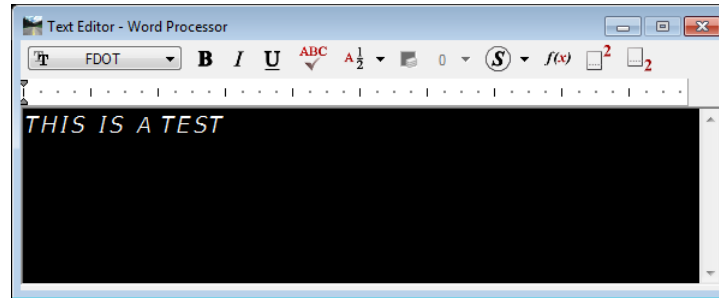 Text Editor - Word Processor
FDOT B I U ABC A½ 0 S f(x) 2 2
THIS IS A TEST